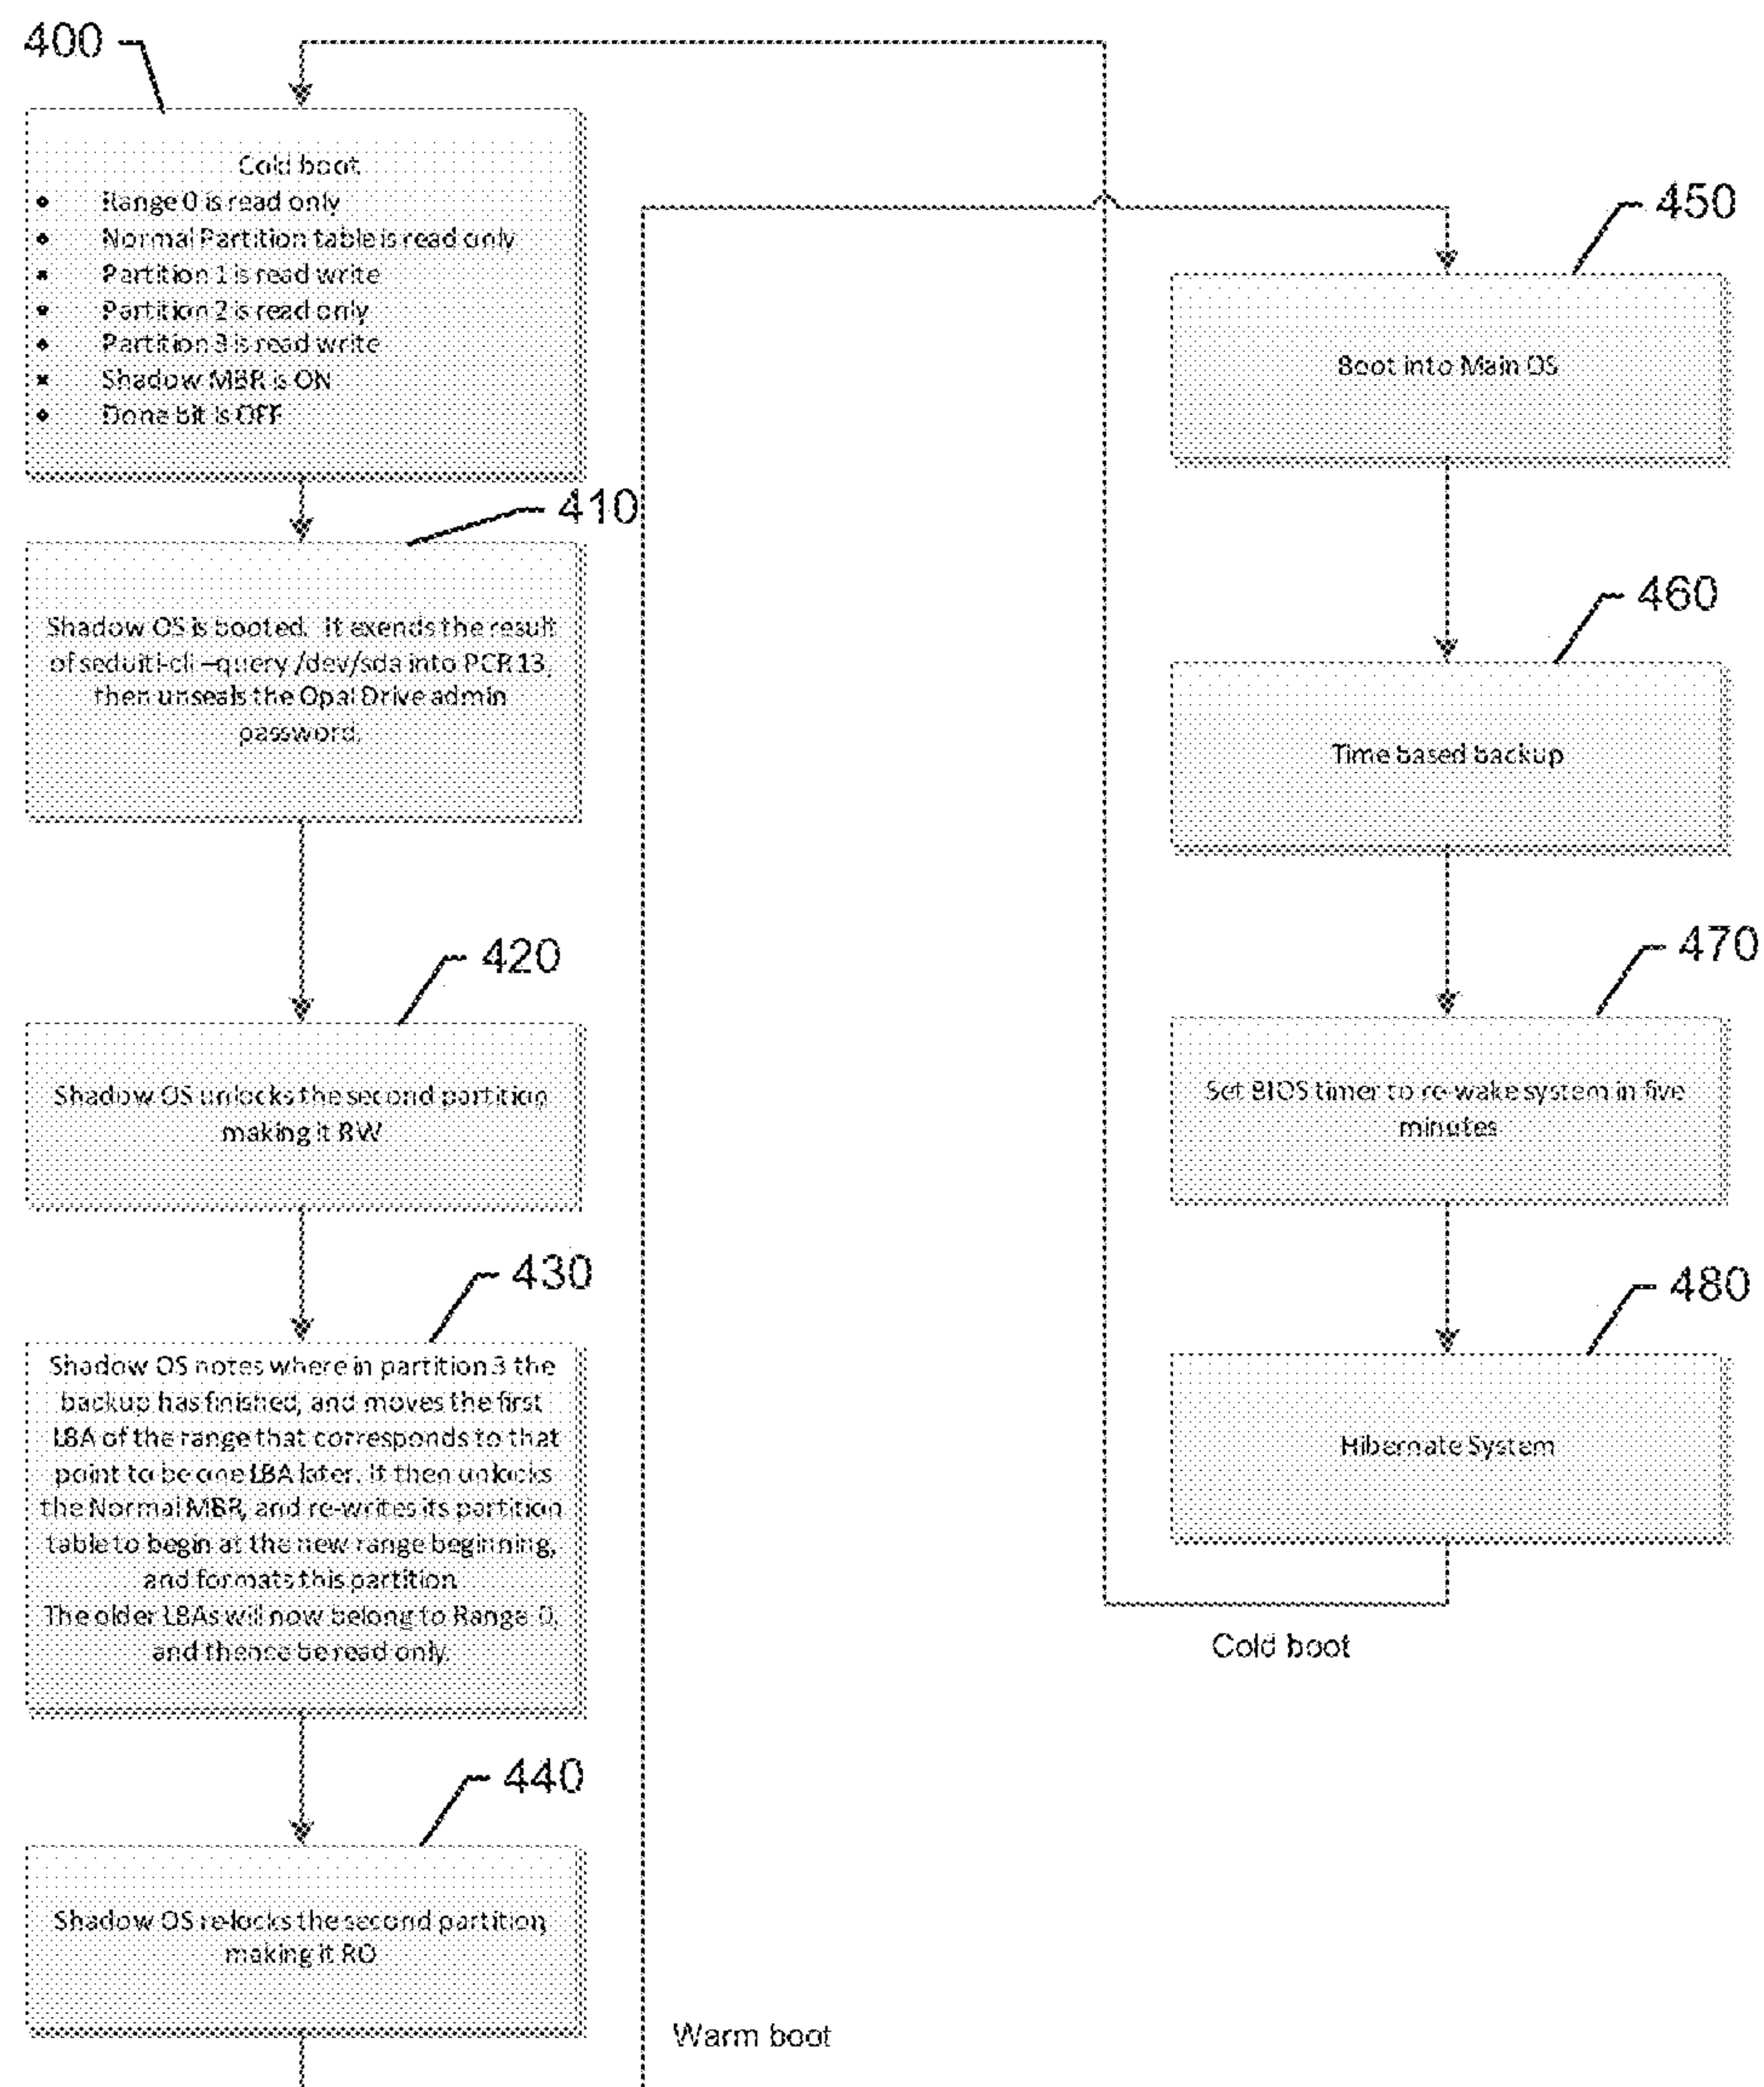 400
Cold boot
Range 0 is read only
Normal Partition table is read only
Partition 1 is read write
Partition 2 is read only
Partition 3 is read write
Shadow MBR is ON
Done bit is OFF
410
Shadow OS is booted. It exends the result
of seduiti-cli –query /dev/sda into PCR 13,
then unseals the Opal Drive admin
password.
420
Shadow OS unlocks the second partition
making it RW
430
Shadow OS notes where in partition 3 the
backup has finished, and moves the first
LBA of the range that corresponds to that
point to be one LBA later. It then unlocks
the Normal MBR, and re-writes its partition
table to begin at the new range beginning,
and formats this partition
The older LBAs will now belong to Range 0,
and thence be read only.
440
Shadow OS re-locks the second partition
making it RO
Warm boot
450
Boot into Main OS
460
Time based backup
470
Set BIOS timer to re-wake system in five
minutes
480
Hibernate System
Cold boot